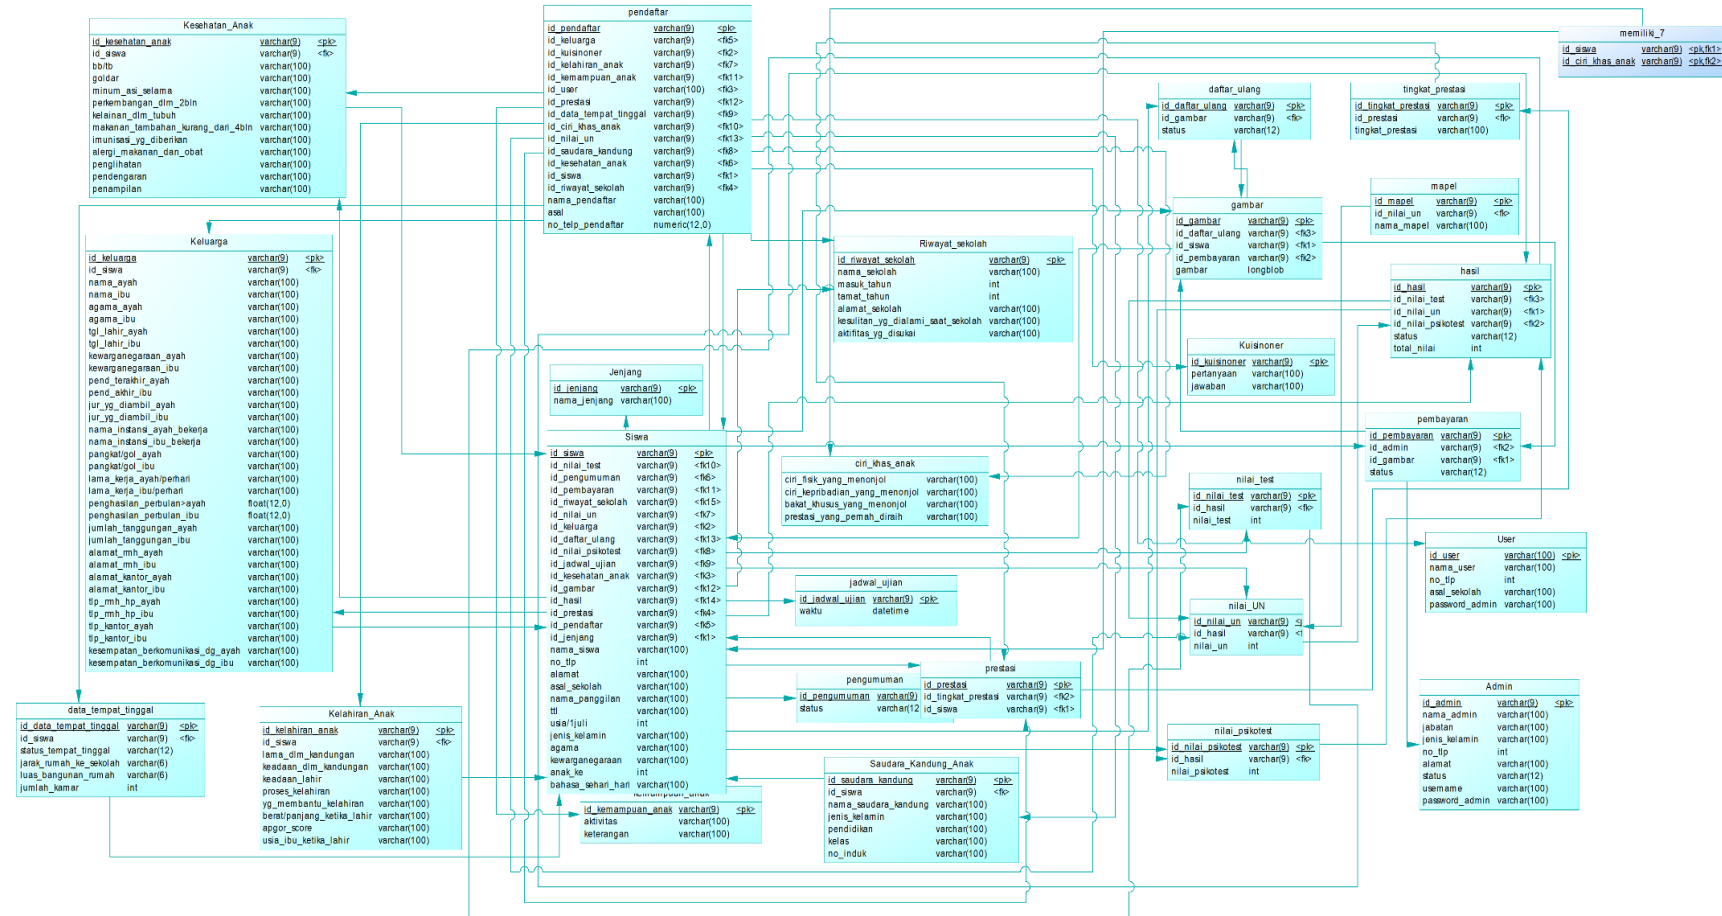 Kesehatan_Anak
id_kesehatan_anak varchar(9) <pk>
id_siswa varchar(9) <fk>
bb/tb varchar(100)
goldar varchar(100)
minum_asi_selama varchar(100)
perkembangan_dlm_2bln varchar(100)
kelainan_dlm_tubuh varchar(100)
makanan_tambahan_kurang_dari_4bln varchar(100)
imunisasi_yg_diberikan varchar(100)
alergi_makanan_dan_obat varchar(100)
penglihatan varchar(100)
pendengaran varchar(100)
penampilan varchar(100)
pendaftar
id_pendaftar varchar(9) <pk>
id_keluarga varchar(9) <fk5>
id_kuisinoner varchar(9) <fk2>
id_kelahiran_anak varchar(9) <fk7>
id_kemampuan_anak varchar(9) <fk11>
id_user varchar(100) <fk3>
id_prestasi varchar(9) <fk12>
id_data_tempat_tinggal varchar(9) <fk9>
id_ciri_khas_anak varchar(9) <fk10>
id_nilai_un varchar(9) <fk13>
id_saudara_kandung varchar(9) <fk8>
id_kesehatan_anak varchar(9) <fk6>
id_siswa varchar(9) <fk1>
id_riwayat_sekolah varchar(9) <fk4>
nama_pendaftar varchar(100)
asal varchar(100)
no_telp_pendaftar numeric(12,0)
memiliki_7
id_siswa varchar(9) <pk,fk1>
id_ciri_khas_anak varchar(9) <pk,fk2>
daftar_ulang
id_daftar_ulang varchar(9) <pk>
id_gambar varchar(9) <fk>
status varchar(12)
tingkat_prestasi
id_tingkat_prestasi varchar(9) <pk>
id_prestasi varchar(9) <fk>
tingkat_prestasi varchar(100)
mapel
id_mapel varchar(9) <pk>
id_nilai_un varchar(9) <fk>
nama_mapel varchar(100)
gambar
id_gambar varchar(9) <pk>
id_daftar_ulang varchar(9) <fk3>
id_siswa varchar(9) <fk1>
id_pembayaran varchar(9) <fk2>
gambar longblob
Keluarga
id_keluarga varchar(9) <pk>
id_siswa varchar(9) <fk>
nama_ayah varchar(100)
nama_ibu varchar(100)
agama_ayah varchar(100)
agama_ibu varchar(100)
tgl_lahir_ayah varchar(100)
tgl_lahir_ibu varchar(100)
kewarganegaraan_ayah varchar(100)
kewarganegaraan_ibu varchar(100)
pend_terakhir_ayah varchar(100)
pend_akhir_ibu varchar(100)
jur_yg_diambil_ayah varchar(100)
jur_yg_diambil_ibu varchar(100)
nama_instansi_ayah_bekerja varchar(100)
nama_instansi_ibu_bekerja varchar(100)
pangkat/gol_ayah varchar(100)
pangkat/gol_ibu varchar(100)
lama_kerja_ayah/perhari varchar(100)
lama_kerja_ibu/perhari varchar(100)
penghasilan_perbulan>ayah float(12,0)
penghasilan_perbulan_ibu float(12,0)
jumlah_tanggungan_ayah varchar(100)
jumlah_tanggungan_ibu varchar(100)
alamat_rmh_ayah varchar(100)
alamat_rmh_ibu varchar(100)
alamat_kantor_ayah varchar(100)
alamat_kantor_ibu varchar(100)
tlp_rmh_hp_ayah varchar(100)
tlp_rmh_hp_ibu varchar(100)
tlp_kantor_ayah varchar(100)
tlp_kantor_ibu varchar(100)
kesempatan_berkomunikasi_dg_ayah varchar(100)
kesempatan_berkomunikasi_dg_ibu varchar(100)
Riwayat_sekolah
id_riwayat_sekolah varchar(9) <pk>
nama_sekolah varchar(100)
masuk_tahun int
tamat_tahun int
alamat_sekolah varchar(100)
kesulitan_yg_dialami_saat_sekolah varchar(100)
aktifitas_yg_disukai varchar(100)
hasil
id_hasil varchar(9) <pk>
id_nilai_test varchar(9) <fk3>
id_nilai_un varchar(9) <fk1>
id_nilai_psikotest varchar(9) <fk2>
status varchar(12)
total_nilai int
Kuisinoner
id_kuisinoner varchar(9) <pk>
pertanyaan varchar(100)
jawaban varchar(100)
Jenjang
id_jenjang varchar(9) <pk>
nama_jenjang varchar(100)
pembayaran
id_pembayaran varchar(9) <pk>
id_admin varchar(9) <fk2>
id_gambar varchar(9) <fk1>
status varchar(12)
Siswa
id_siswa varchar(9) <pk>
id_nilai_test varchar(9) <fk10>
id_pengumuman varchar(9) <fk6>
id_pembayaran varchar(9) <fk11>
id_riwayat_sekolah varchar(9) <fk15>
id_nilai_un varchar(9) <fk7>
id_keluarga varchar(9) <fk2>
id_daftar_ulang varchar(9) <fk13>
id_nilai_psikotest varchar(9) <fk8>
id_jadwal_ujian varchar(9) <fk9>
id_kesehatan_anak varchar(9) <fk3>
id_gambar varchar(9) <fk12>
id_hasil varchar(9) <fk14>
id_prestasi varchar(9) <fk4>
id_pendaftar varchar(9) <fk5>
id_jenjang varchar(9) <fk1>
nama_siswa varchar(100)
no_tlp int
alamat varchar(100)
asal_sekolah varchar(100)
nama_panggilan varchar(100)
ttl varchar(100)
usia/1juli int
jenis_kelamin varchar(100)
agama varchar(100)
kewarganegaraan varchar(100)
anak_ke int
bahasa_sehari_hari varchar(100)
ciri_khas_anak
ciri_fisik_yang_menonjol varchar(100)
ciri_kepribadian_yang_menonjol varchar(100)
bakat_khusus_yang_menonjol varchar(100)
prestasi_yang_pernah_diraih varchar(100)
nilai_test
id_nilai_test varchar(9) <pk>
id_hasil varchar(9) <fk>
nilai_test int
User
id_user varchar(100) <pk>
nama_user varchar(100)
no_tlp int
asal_sekolah varchar(100)
password_admin varchar(100)
jadwal_ujian
id_jadwal_ujian varchar(9) <pk>
waktu datetime
nilai_UN
id_nilai_un varchar(9)
id_hasil varchar(9)
nilai_un int
pengumuman
id_pengumuman varchar(9)
status varchar(12
prestasi
id_prestasi varchar(9) <pk>
id_tingkat_prestasi varchar(9) <fk2>
id_siswa varchar(9) <fk1>
Admin
id_admin varchar(9) <pk>
nama_admin varchar(100)
jabatan varchar(100)
jenis_kelamin varchar(100)
no_tlp int
alamat varchar(100)
status varchar(12)
username varchar(100)
password_admin varchar(100)
data_tempat_tinggal
id_data_tempat_tinggal varchar(9) <pk>
id_siswa varchar(9) <fk>
status_tempat_tinggal varchar(12)
jarak_rumah_ke_sekolah varchar(6)
luas_bangunan_rumah varchar(6)
jumlah_kamar int
Kelahiran_Anak
id_kelahiran_anak varchar(9) <pk>
id_siswa varchar(9) <fk>
lama_dlm_kandungan varchar(100)
keadaan_dlm_kandungan varchar(100)
keadaan_lahir varchar(100)
proses_kelahiran varchar(100)
yg_membantu_kelahiran varchar(100)
berat/panjang_ketika_lahir varchar(100)
apgor_score varchar(100)
usia_ibu_ketika_lahir varchar(100)
nilai_psikotest
id_nilai_psikotest varchar(9) <pk>
id_hasil varchar(9) <fk>
nilai_psikotest int
Saudara_Kandung_Anak
id_saudara_kandung varchar(9) <pk>
id_siswa varchar(9) <fk>
nama_saudara_kandung varchar(100)
jenis_kelamin varchar(100)
pendidikan varchar(100)
kelas varchar(100)
no_induk varchar(100)
id_kemampuan_anak varchar(9) <pk>
aktivitas varchar(100)
keterangan varchar(100)